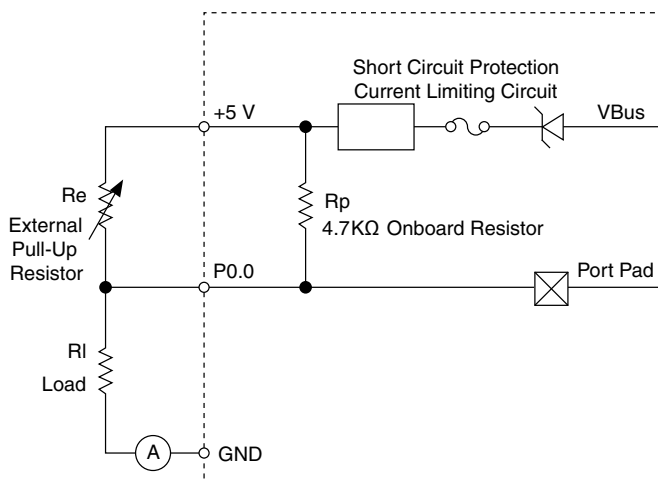 Short Circuit Protection
Current Limiting Circuit
+5 V
VBus
Re
External
Pull-Up
Resistor
Rp
4.7KΩ Onboard Resistor
P0.0
Port Pad
Rl
Load
A
GND